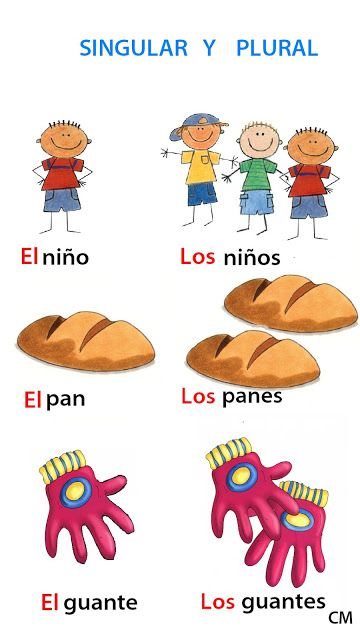 SINGULAR Y PLURAL
El niño
Los niños
El pan
Los panes
El guante
Los guantes
CM